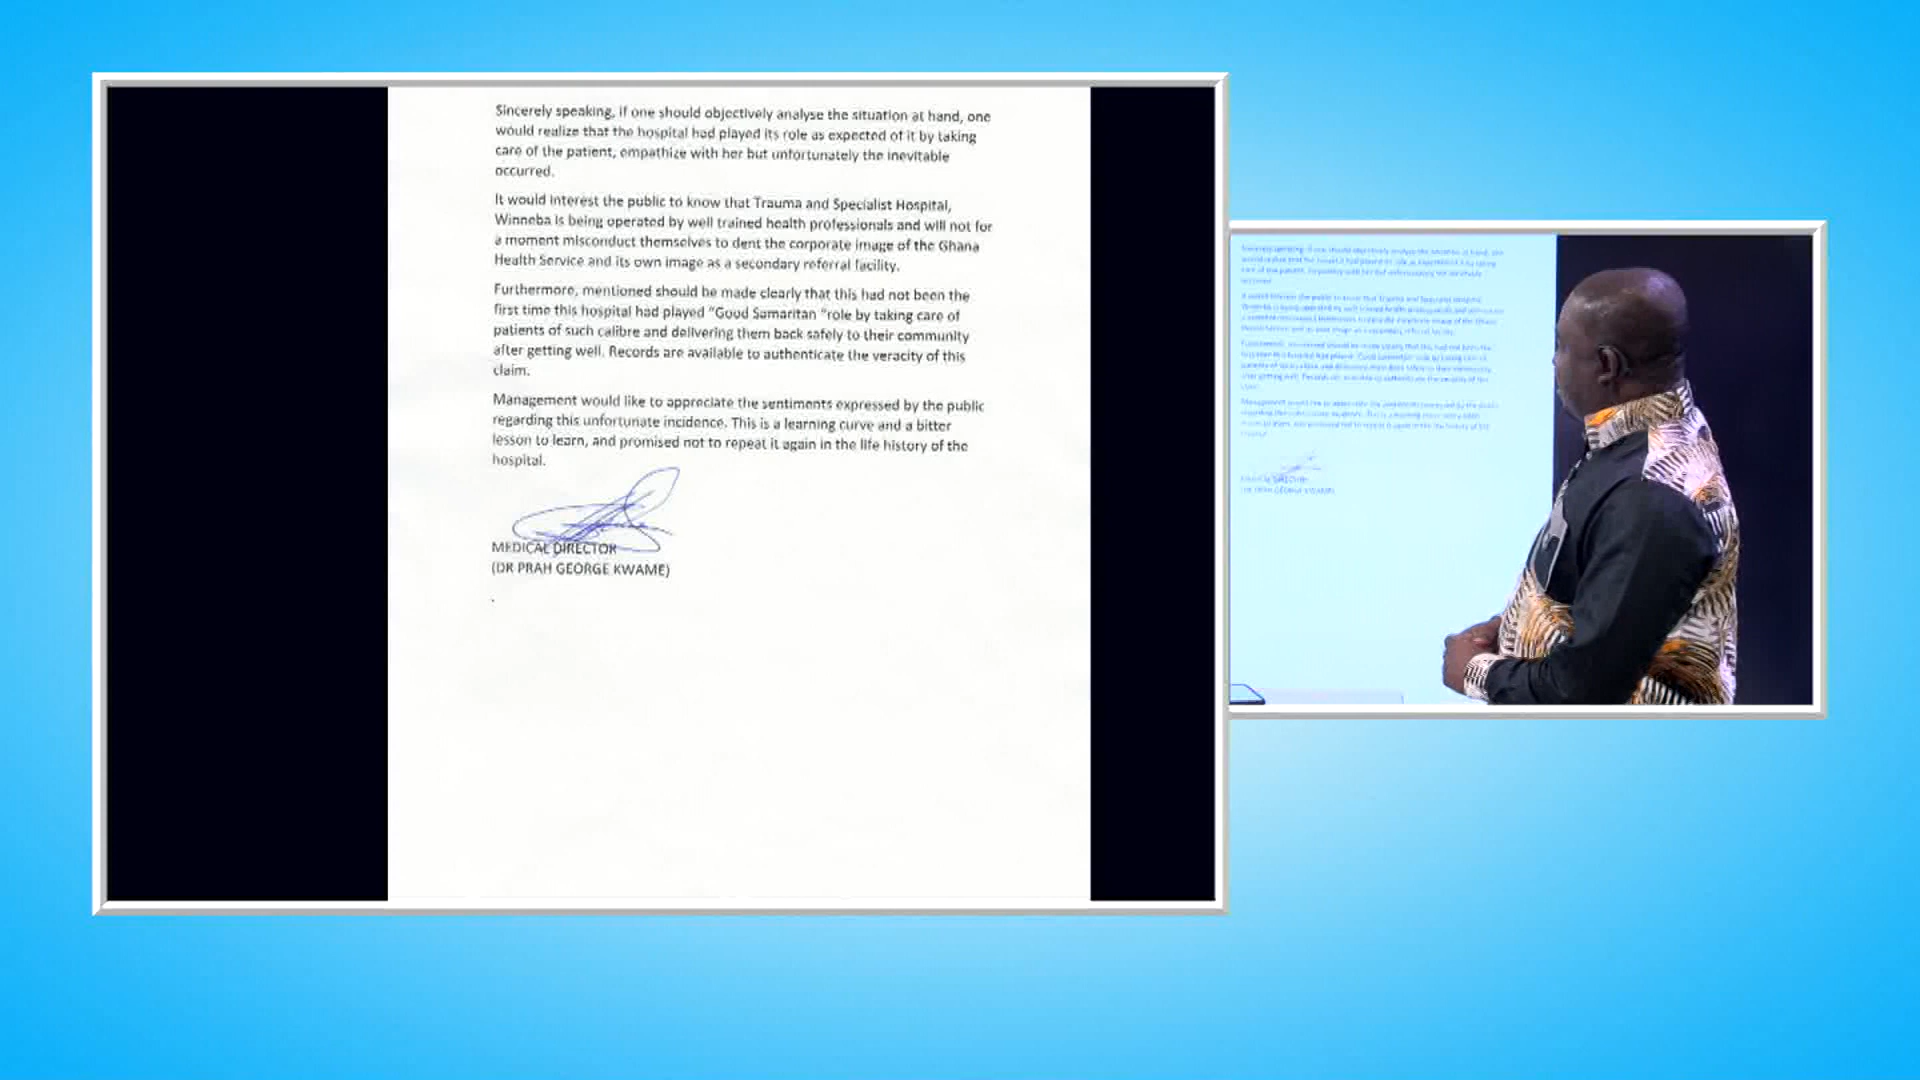 Sincerely speaking, if one should objectively analyse the situation at hand, one
would realize that the hospital had played its role as expected of it by taking
care of the patient, empathize with her but unfortunately the inevitable
occurred.
It would interest the public to know that Trauma and Specialist Hospital,
Winneba is being operated by well trained health professionals and will not for
a moment misconduct themselves to dent the corporate image of the Ghana
Health Service and its own image as a secondary referral facility.
Furthermore, mentioned should be made clearly that this had not been the
first time this hospital had played "Good Samaritan "role by taking care of
patients of such calibre and delivering them back safely to their community
after getting well. Records are available to authenticate the veracity of this
claim.
Management would like to appreciate the sentiments expressed by the public
regarding this unfortunate incidence. This is a learning curve and a bitter
lesson to learn, and promised not to repeat it again in the life history of the
hospital.
MEDICAL DIRECTOR
(DR PRAH GEORGE KWAME)